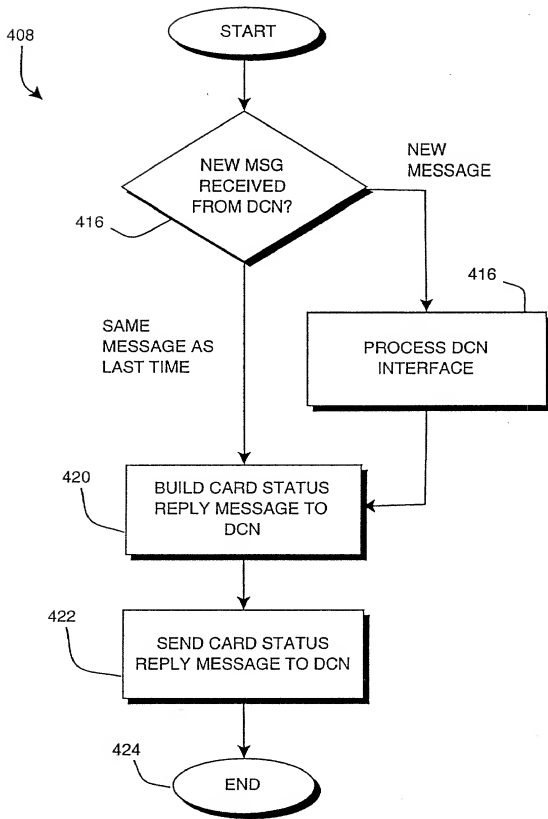 START
408
NEW MSG
RECEIVED
FROM DCN?
416
NEW
MESSAGE
416
PROCESS DCN
INTERFACE
SAME
MESSAGE AS
LAST TIME
420
BUILD CARD STATUS
REPLY MESSAGE TO
DCN
422
SEND CARD STATUS
REPLY MESSAGE TO DCN
424
END